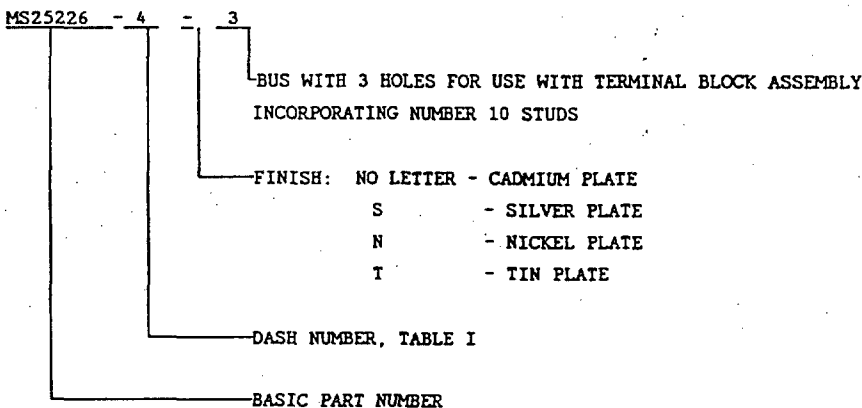 MS25226 - 4 - 3
BUS WITH 3 HOLES FOR USE WITH TERMINAL BLOCK ASSEMBLY
INCORPORATING NUMBER 10 STUDS
FINISH: NO LETTER - CADMIUM PLATE
S - SILVER PLATE
N - NICKEL PLATE
T - TIN PLATE
DASH NUMBER, TABLE I
BASIC PART NUMBER